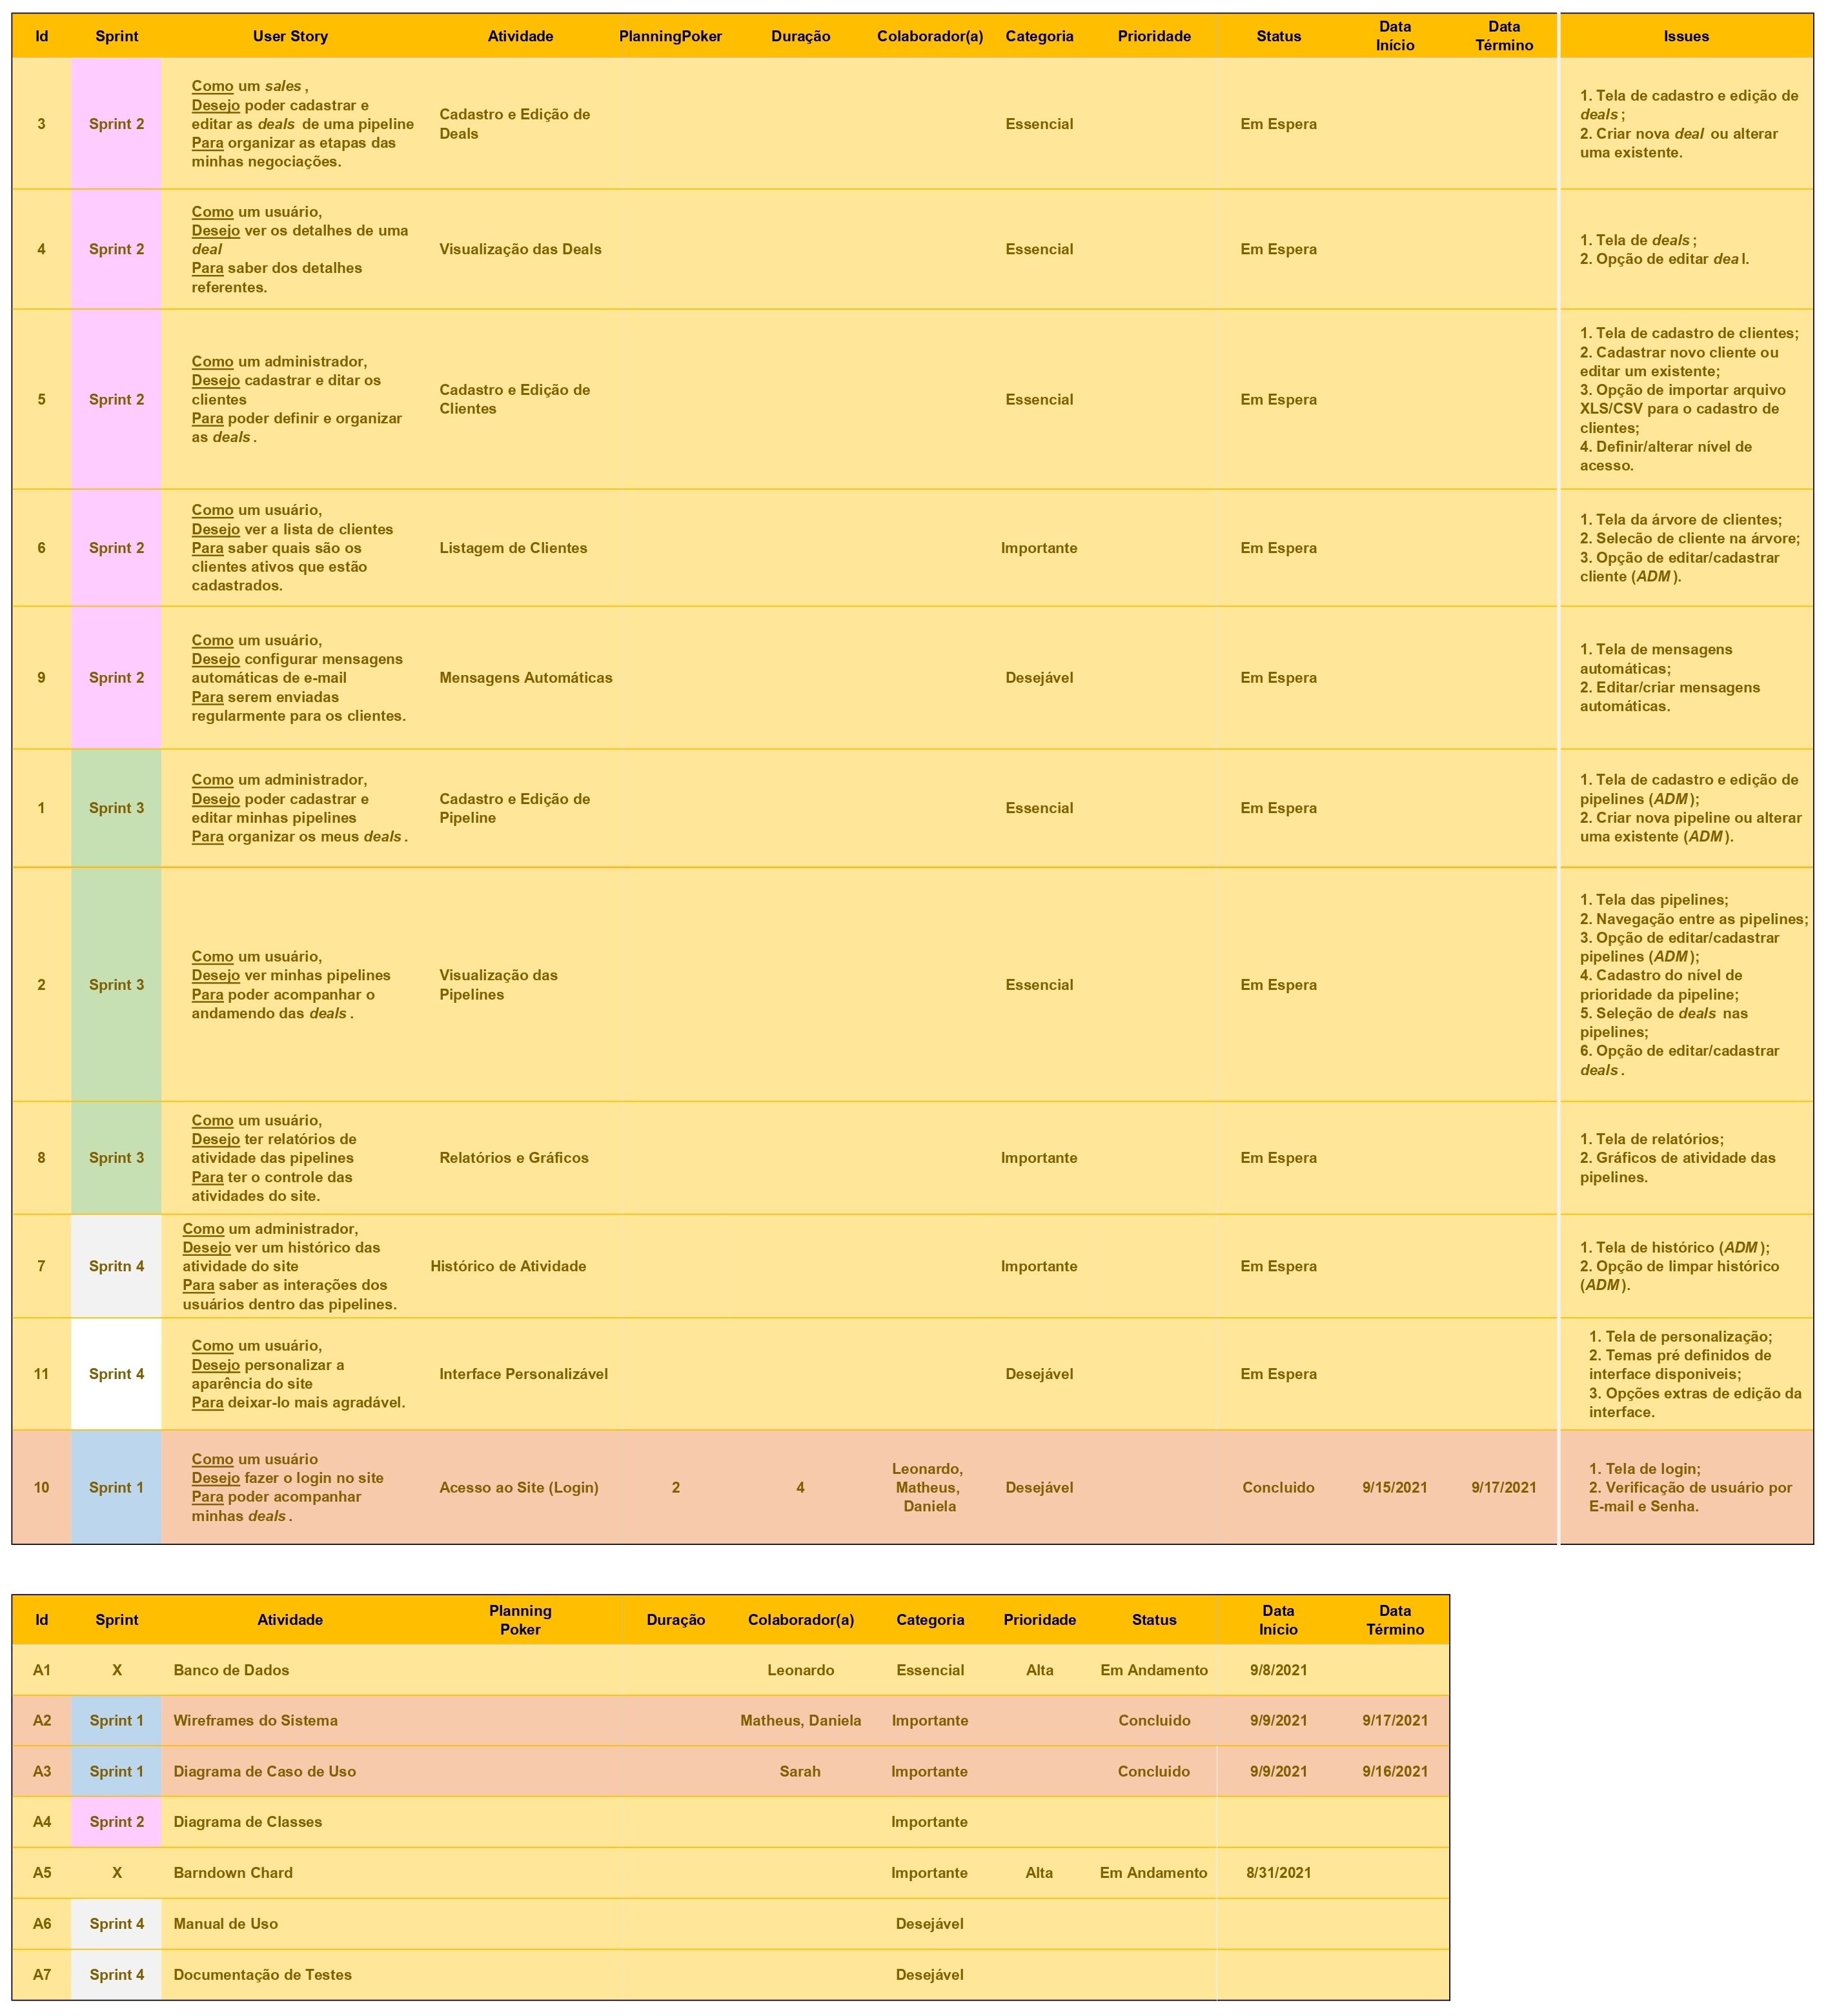 Id Sprint User Story Atividade PlanningPoker Duração Colaborador(a) Categoria Prioridade Status Data Início Data Término Issues
3 Sprint 2
Como um sales,
Desejo poder cadastrar e
editar as deals de uma pipeline
Para organizar as etapas das
minhas negociações.
Cadastro e Edição de
Deals
Essencial Em Espera
1. Tela de cadastro e edição de
deals;
2. Criar nova deal ou alterar
uma existente.
4 Sprint 2
Como um usuário,
Desejo ver os detalhes de uma
deal
Para saber dos detalhes
referentes.
Visualização das Deals
Essencial Em Espera
1. Tela de deals;
2. Opção de editar deal.
5 Sprint 2
Como um administrador,
Desejo cadastrar e ditar os
clientes
Para poder definir e organizar
as deals.
Cadastro e Edição de
Clientes
Essencial Em Espera
1. Tela de cadastro de clientes;
2. Cadastrar novo cliente ou
editar um existente;
3. Opção de importar arquivo
XLS/CSV para o cadastro de
clientes;
4. Definir/alterar nível de
acesso.
6 Sprint 2
Como um usuário,
Desejo ver a lista de clientes
Para saber quais são os
clientes ativos que estão
cadastrados.
Listagem de Clientes
Importante Em Espera
1. Tela da árvore de clientes;
2. Selecão de cliente na árvore;
3. Opção de editar/cadastrar
cliente (ADM).
9 Sprint 2
Como um usuário,
Desejo configurar mensagens
automáticas de e-mail
Para serem enviadas
regularmente para os clientes.
Mensagens Automáticas
Desejável Em Espera
1. Tela de mensagens
automáticas;
2. Editar/criar mensagens
automáticas.
1 Sprint 3
Como um administrador,
Desejo poder cadastrar e
editar minhas pipelines
Para organizar os meus deals.
Cadastro e Edição de
Pipeline
Essencial Em Espera
1. Tela de cadastro e edição de
pipelines (ADM);
2. Criar nova pipeline ou alterar
uma existente (ADM).
2 Sprint 3
Como um usuário,
Desejo ver minhas pipelines
Para poder acompanhar o
andamendo das deals.
Visualização das
Pipelines
Essencial Em Espera
1. Tela das pipelines;
2. Navegação entre as pipelines;
3. Opção de editar/cadastrar
pipelines (ADM);
4. Cadastro do nível de
prioridade da pipeline;
5. Seleção de deals nas
pipelines;
6. Opção de editar/cadastrar
deals.
8 Sprint 3
Como um usuário,
Desejo ter relatórios de
atividade das pipelines
Para ter o controle das
atividades do site.
Relatórios e Gráficos
Importante Em Espera
1. Tela de relatórios;
2. Gráficos de atividade das
pipelines.
7 Spritn 4
Como um administrador,
Desejo ver um histórico das
atividade do site
Para saber as interações dos
usuários dentro das pipelines.
Histórico de Atividade
Importante Em Espera
1. Tela de histórico (ADM);
2. Opção de limpar histórico
(ADM).
11 Sprint 4
Como um usuário,
Desejo personalizar a
aparência do site
Para deixar-lo mais agradável.
Interface Personalizável
Desejável Em Espera
1. Tela de personalização;
2. Temas pré definidos de
interface disponiveis;
3. Opções extras de edição da
interface.
10 Sprint 1
Como um usuário
Desejo fazer o login no site
Para poder acompanhar
minhas deals.
Acesso ao Site (Login) 2 4
Leonardo,
Matheus,
Daniela
Desejável Concluido 9/15/2021 9/17/2021
1. Tela de login;
2. Verificação de usuário por
E-mail e Senha.
Id Sprint Atividade Planning Poker Duração Colaborador(a) Categoria Prioridade Status Data Início Data Término
A1 X Banco de Dados Leonardo Essencial Alta Em Andamento 9/8/2021
A2 Sprint 1 Wireframes do Sistema Matheus, Daniela Importante Concluido 9/9/2021 9/17/2021
A3 Sprint 1 Diagrama de Caso de Uso Sarah Importante Concluido 9/9/2021 9/16/2021
A4 Sprint 2 Diagrama de Classes Importante
A5 X Barndown Chard Importante Alta Em Andamento 8/31/2021
A6 Sprint 4 Manual de Uso Desejável
A7 Sprint 4 Documentação de Testes Desejável